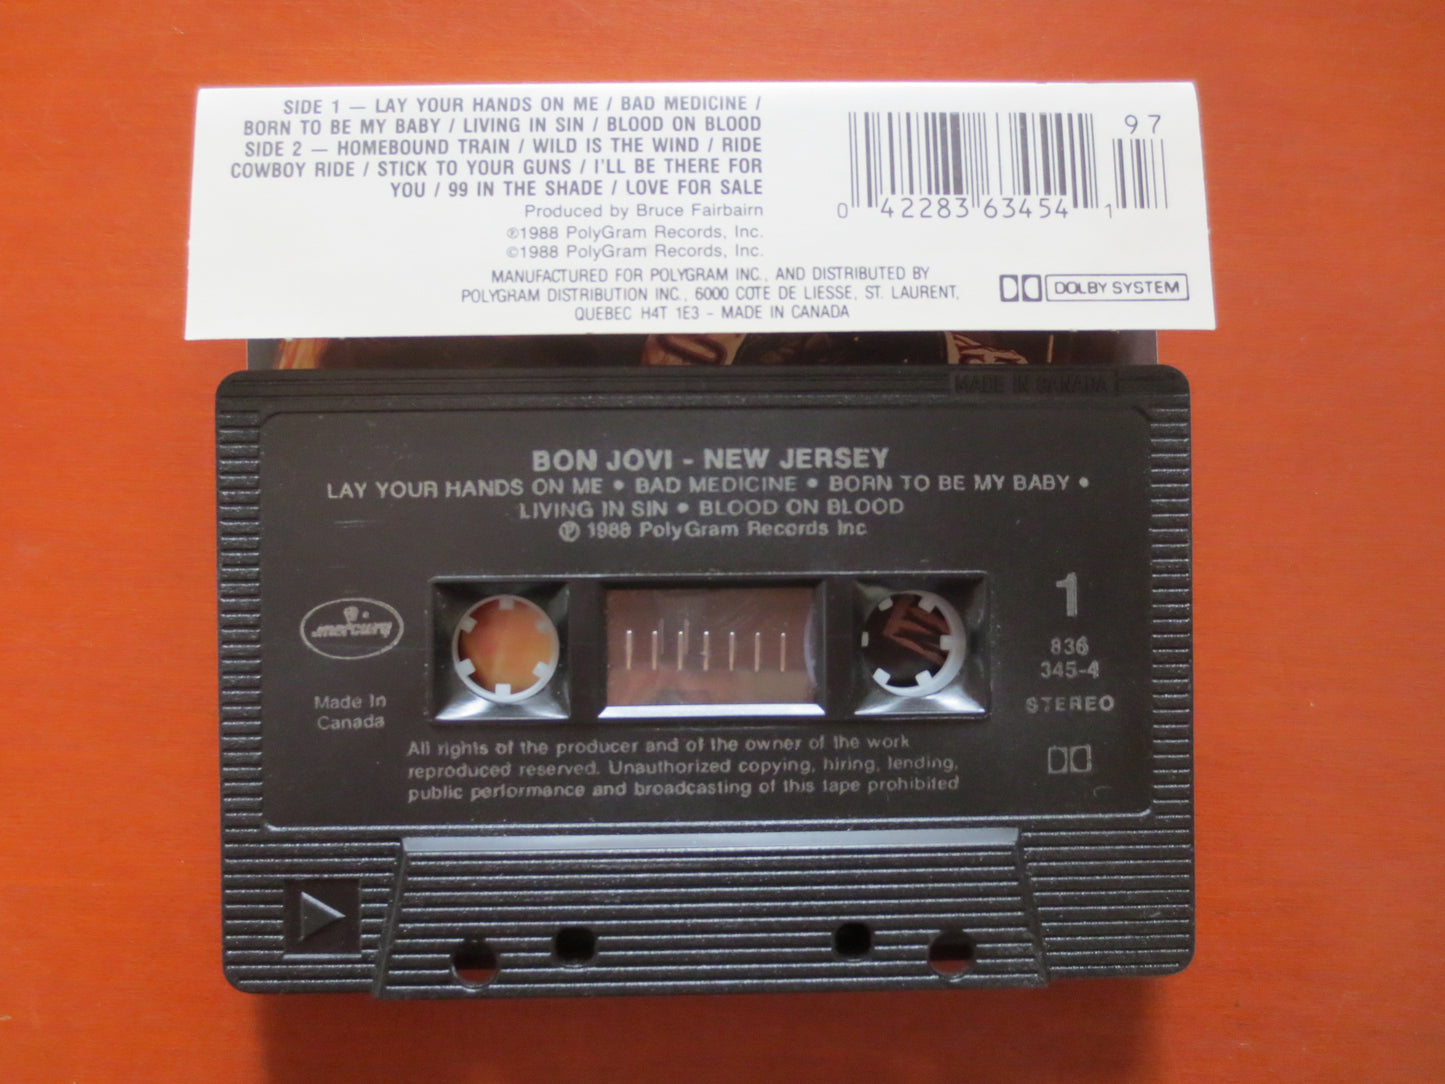 SIDE 1 — LAY YOUR HANDS ON ME / BAD MEDICINE /
BORN TO BE MY BABY / LIVING IN SIN / BLOOD ON BLOOD
SIDE 2 — HOMEBOUND TRAIN / WILD IS THE WIND / RIDE
COWBOY RIDE / STICK TO YOUR GUNS / I'LL BE THERE FOR
YOU / 99 IN THE SHADE / LOVE FOR SALE
Produced by Bruce Fairbairn
℗1988 PolyGram Records, Inc.
©1988 PolyGram Records, Inc.
MANUFACTURED FOR POLYGRAM INC., AND DISTRIBUTED BY
POLYGRAM DISTRIBUTION INC., 6000 COTE DE LIESSE, ST. LAURENT,
QUEBEC H4T 1E3 - MADE IN CANADA
97
0 42283 63454 1
DOLBY SYSTEM
MADE IN CANADA
BON JOVI - NEW JERSEY
LAY YOUR HANDS ON ME • BAD MEDICINE • BORN TO BE MY BABY •
LIVING IN SIN • BLOOD ON BLOOD
℗ 1988 PolyGram Records Inc
mercury
Made In
Canada
1
836
345-4
STEREO
All rights of the producer and of the owner of the work
reproduced reserved. Unauthorized copying, hiring, lending,
public performance and broadcasting of this tape prohibited